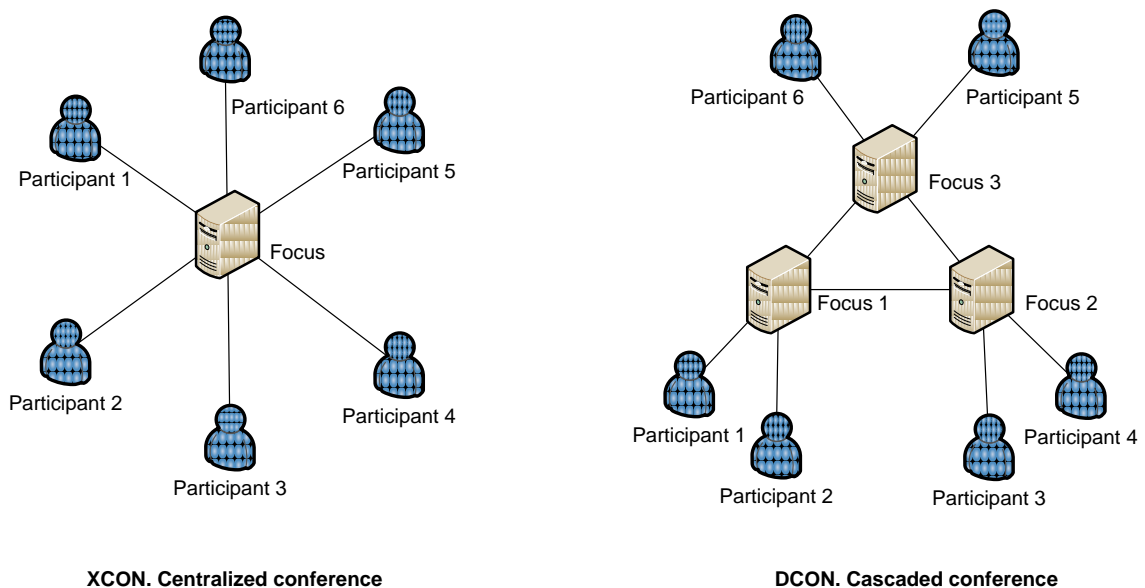 Participant 6
Participant 1
Participant 5
Focus
Participant 2
Participant 4
Participant 3
XCON. Centralized conference
Participant 6
Participant 5
Focus 3
Focus 1
Focus 2
Participant 1
Participant 4
Participant 2
Participant 3
DCON. Cascaded conference